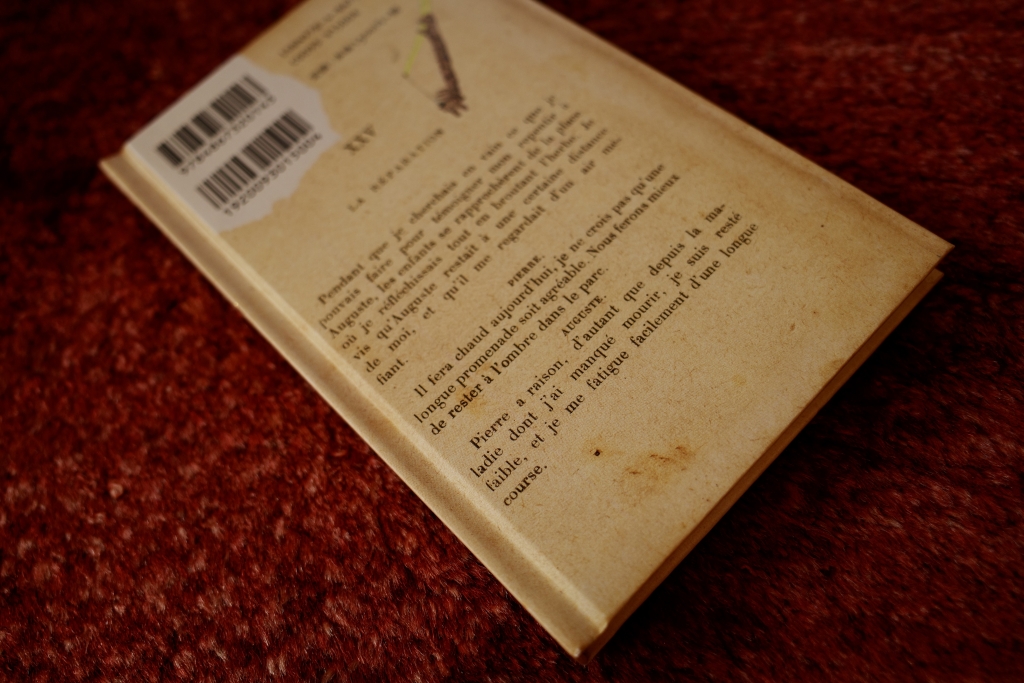 XXV
LA RÉPARATION
Pendant que je cherchais en vain ce que je
pouvais faire pour témoigner mon repentir à
Auguste, les enfants se rapprochèrent de la place
où je réfléchissais tout en broutant l'herbe. Je
vis qu'Auguste restait à une certaine distance
de moi, et qu'il me regardait d'un air mé-
fiant.
PIERRE.
Il fera chaud aujourd'hui, je ne crois pas qu'une
longue promenade soit agréable. Nous ferons mieux
de rester à l'ombre dans le parc.
AUGUSTE.
Pierre a raison, d'autant que depuis la ma-
ladie dont j'ai manqué mourir, je suis resté
faible, et je me fatigue facilement d'une longue
course.